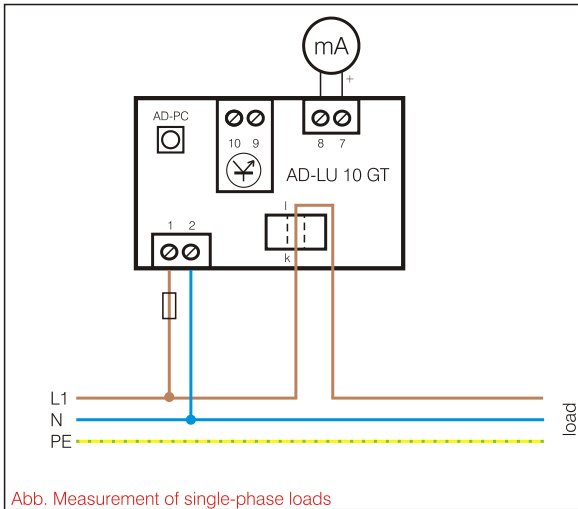 mA
+
AD-PC
10 9
8 7
AD-LU 10 GT
l
k
1 2
L1
N
PE
load
Abb. Measurement of single-phase loads